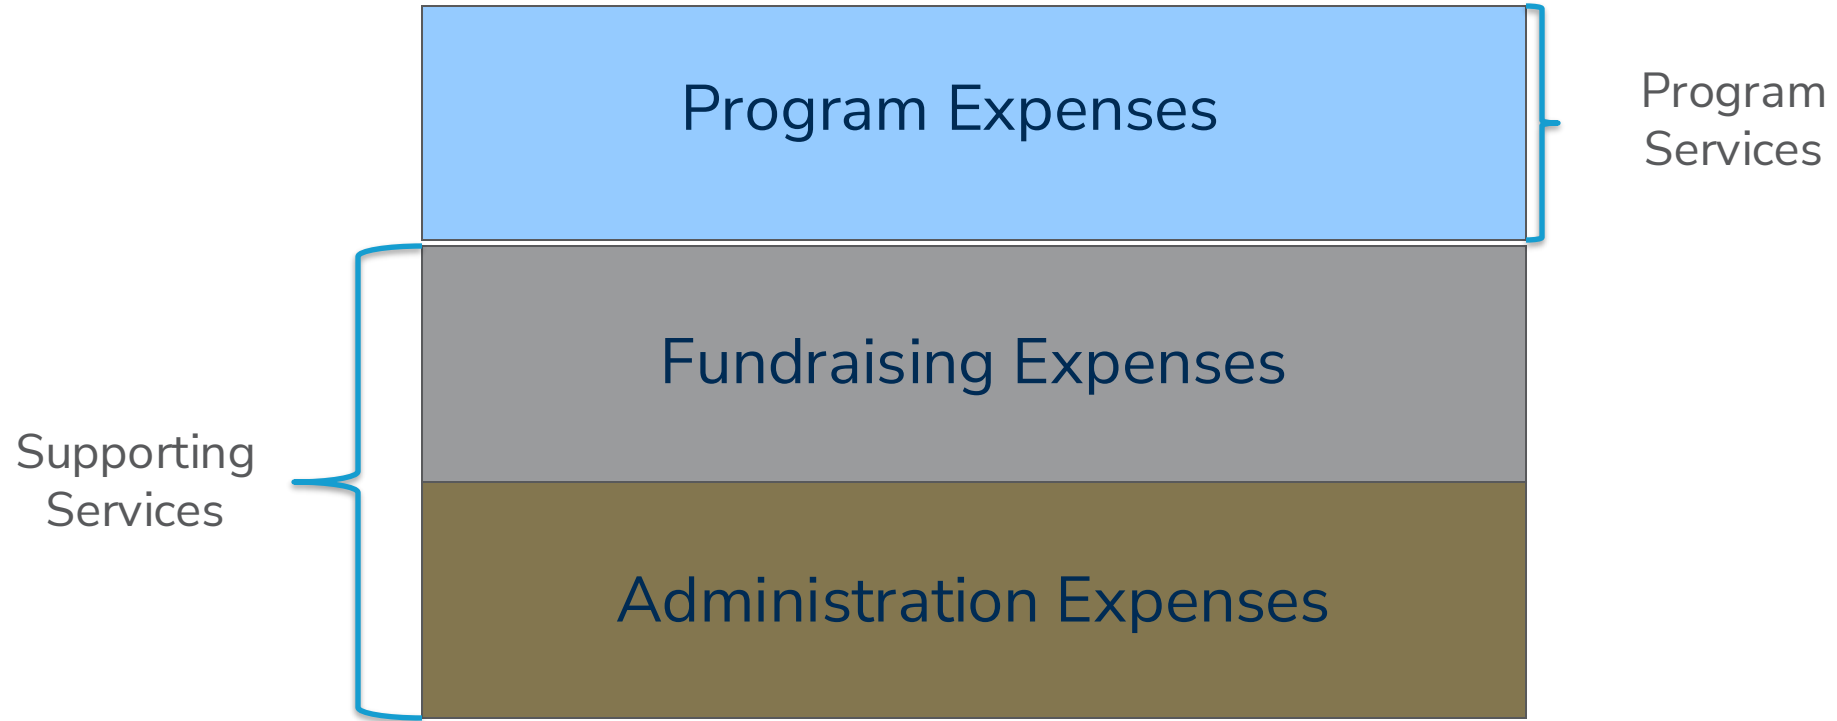 Program Expenses
Program
Services
Fundraising Expenses
Supporting
Services
Administration Expenses